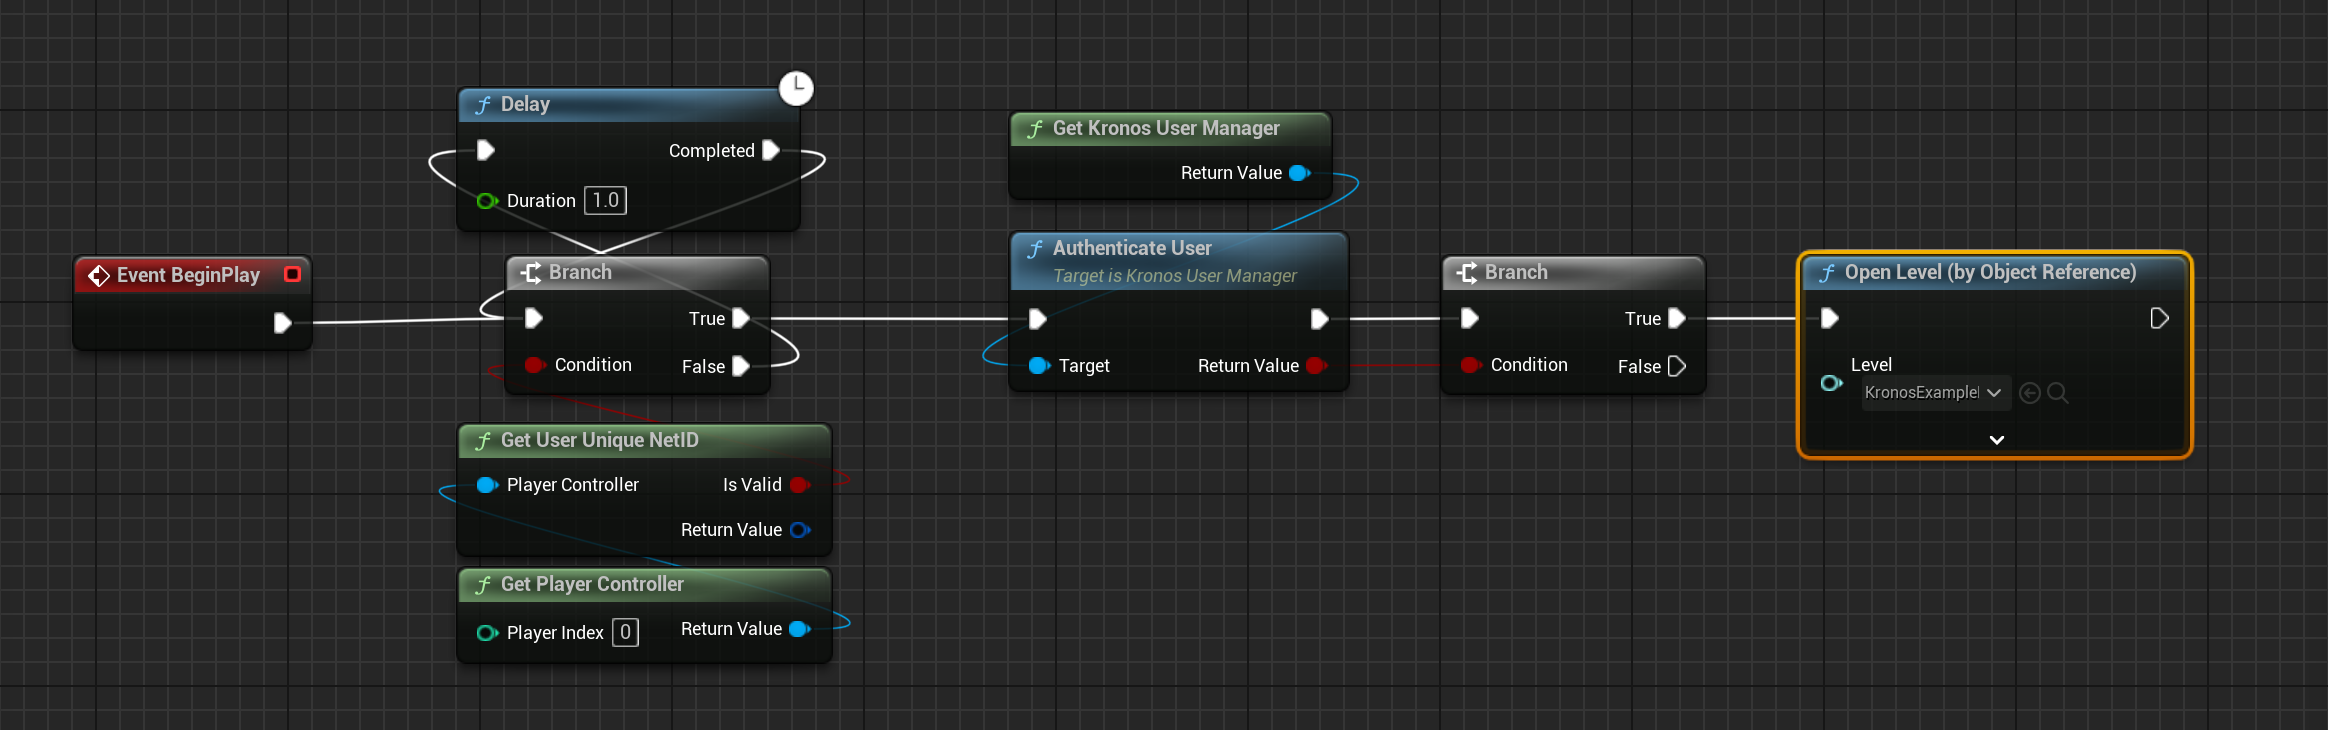 Delay
Completed
Duration 1.0
Get Kronos User Manager
Return Value
Event BeginPlay
Branch
True
Condition
False
Authenticate User
Target is Kronos User Manager
Target
Return Value
Branch
True
Condition
False
Open Level (by Object Reference)
Level
KronosExample
Get User Unique NetID
Player Controller
Is Valid
Return Value
Get Player Controller
Player Index 0
Return Value